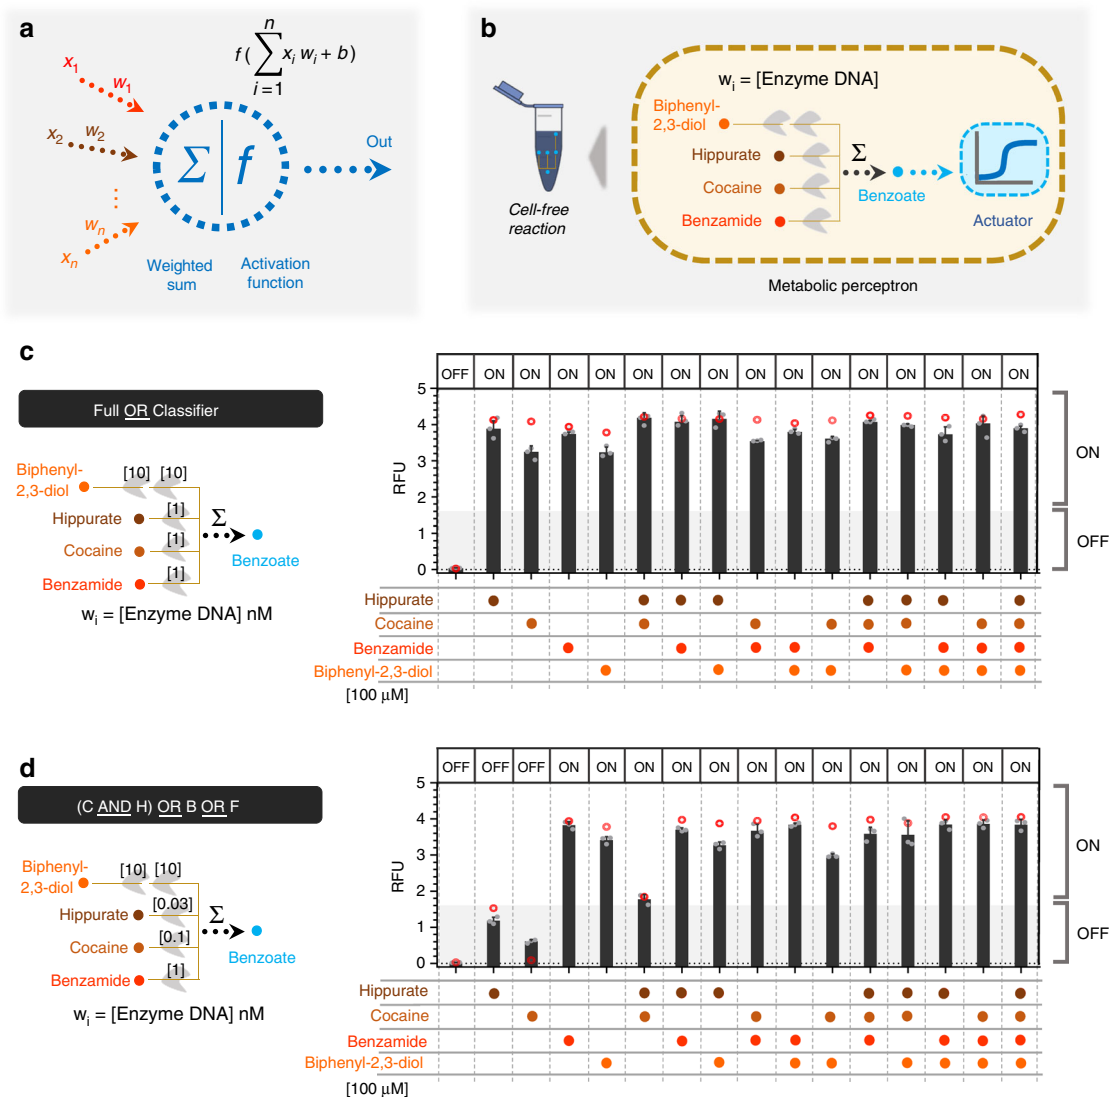 a
f ( n ∑ i = 1 x i w i + b )
x1
w1
x2
w2
⋮
wn
xn
Σ f
Out
Weighted
sum
Activation
function
b
wi = [Enzyme DNA]
Biphenyl-
2,3-diol
Hippurate
Cocaine
Benzamide
Σ
Benzoate
Actuator
Cell-free
reaction
Metabolic perceptron
c
Full OR Classifier
Biphenyl-
2,3-diol
[10] [10]
Hippurate
[1]
Cocaine
[1]
Benzamide
[1]
Σ
Benzoate
wi = [Enzyme DNA] nM
OFF ON ON ON ON ON ON ON ON ON ON ON ON ON ON ON
RFU
5
4
3
2
1
0
ON
OFF
Hippurate
Cocaine
Benzamide
Biphenyl-2,3-diol
[100 μM]
d
(C AND H) OR B OR F
Biphenyl-
2,3-diol
[10] [10]
Hippurate
[0.03]
Cocaine
[0.1]
Benzamide
[1]
Σ
Benzoate
wi = [Enzyme DNA] nM
OFF OFF OFF ON ON ON ON ON ON ON ON ON ON ON ON ON
RFU
5
4
3
2
1
0
ON
OFF
Hippurate
Cocaine
Benzamide
Biphenyl-2,3-diol
[100 μM]